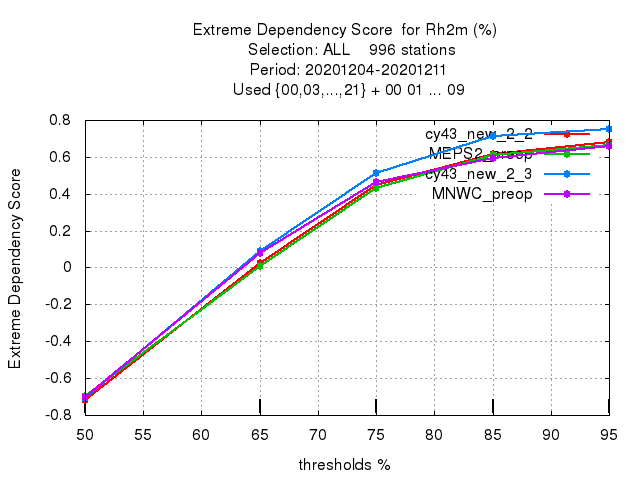 Extreme Dependency Score  for Rh2m (%)
Selection: ALL    996 stations
Period: 20201204-20201211
Used {00,03,...,21} + 00 01 ... 09
Extreme Dependency Score
0.8
0.6
0.4
0.2
0
-0.2
-0.4
-0.6
-0.8
cy43_new_2_2
MEPS2_preop
cy43_new_2_3
MNWC_preop
50 55 60 65 70 75 80 85 90 95
thresholds %